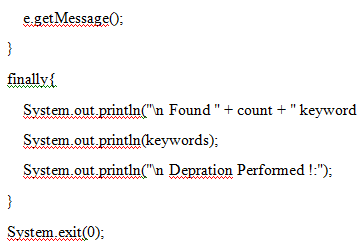 e.getMessage();
}
finally{
System.out.println("\n Found " + count + " keyword
System.out.println(keywords);
System.out.println("\n Depration Performed !:");
}
System.exit(0);